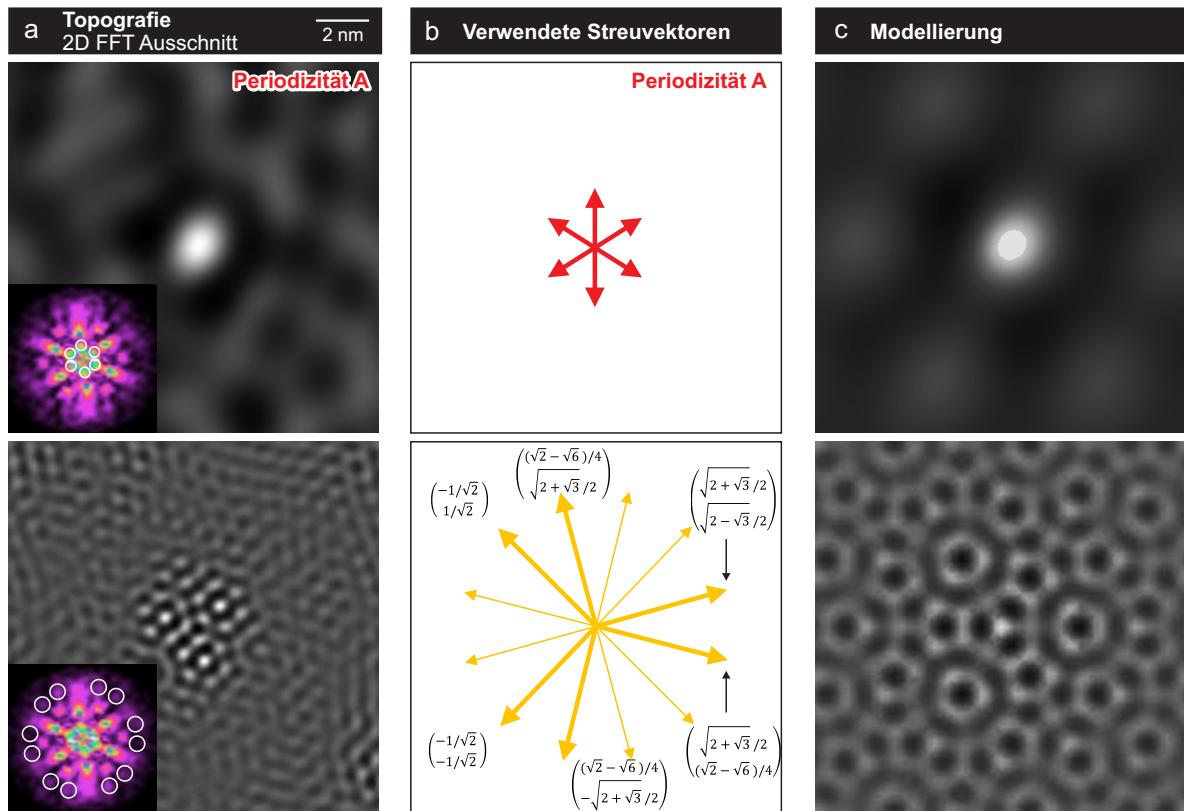 a Topografie
2D FFT Ausschnitt
2 nm
b Verwendete Streuvektoren
c Modellierung
Periodizität A
Periodizität A
(√2 − √6)/4
√(2 + √3)/2
−1/√2
1/√2
√(2 + √3)/2
√(2 − √3)/2
−1/√2
−1/√2
(√2 − √6)/4
−√(2 + √3)/2
√(2 + √3)/2
(√2 − √6)/4